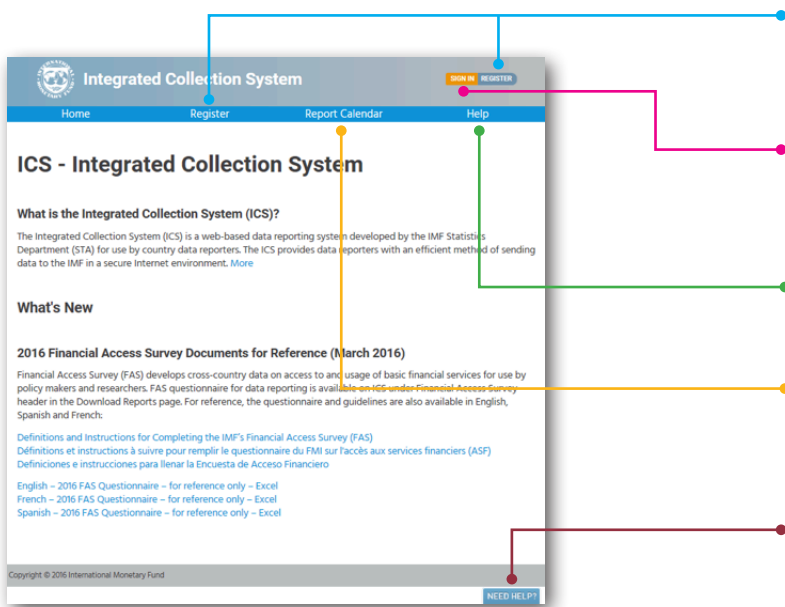 INTERNATIONAL MONETARY FUND
Integrated Collection System
SIGN IN REGISTER
Home Register Report Calendar Help
ICS - Integrated Collection System
What is the Integrated Collection System (ICS)?
The Integrated Collection System (ICS) is a web-based data reporting system developed by the IMF Statistics
Department (STA) for use by country data reporters. The ICS provides data reporters with an efficient method of sending
data to the IMF in a secure Internet environment. More
What's New
2016 Financial Access Survey Documents for Reference (March 2016)
Financial Access Survey (FAS) develops cross-country data on access to and usage of basic financial services for use by
policy makers and researchers. FAS questionnaire for data reporting is available on ICS under Financial Access Survey
header in the Download Reports page. For reference, the questionnaire and guidelines are also available in English,
Spanish and French:
Definitions and Instructions for Completing the IMF's Financial Access Survey (FAS)
Définitions et instructions à suivre pour remplir le questionnaire du FMI sur l'accès aux services financiers (ASF)
Definiciones e instrucciones para llenar la Encuesta de Acceso Financiero
English – 2016 FAS Questionnaire – for reference only – Excel
French – 2016 FAS Questionnaire – for reference only – Excel
Spanish – 2016 FAS Questionnaire – for reference only – Excel
Copyright © 2016 International Monetary Fund
NEED HELP?